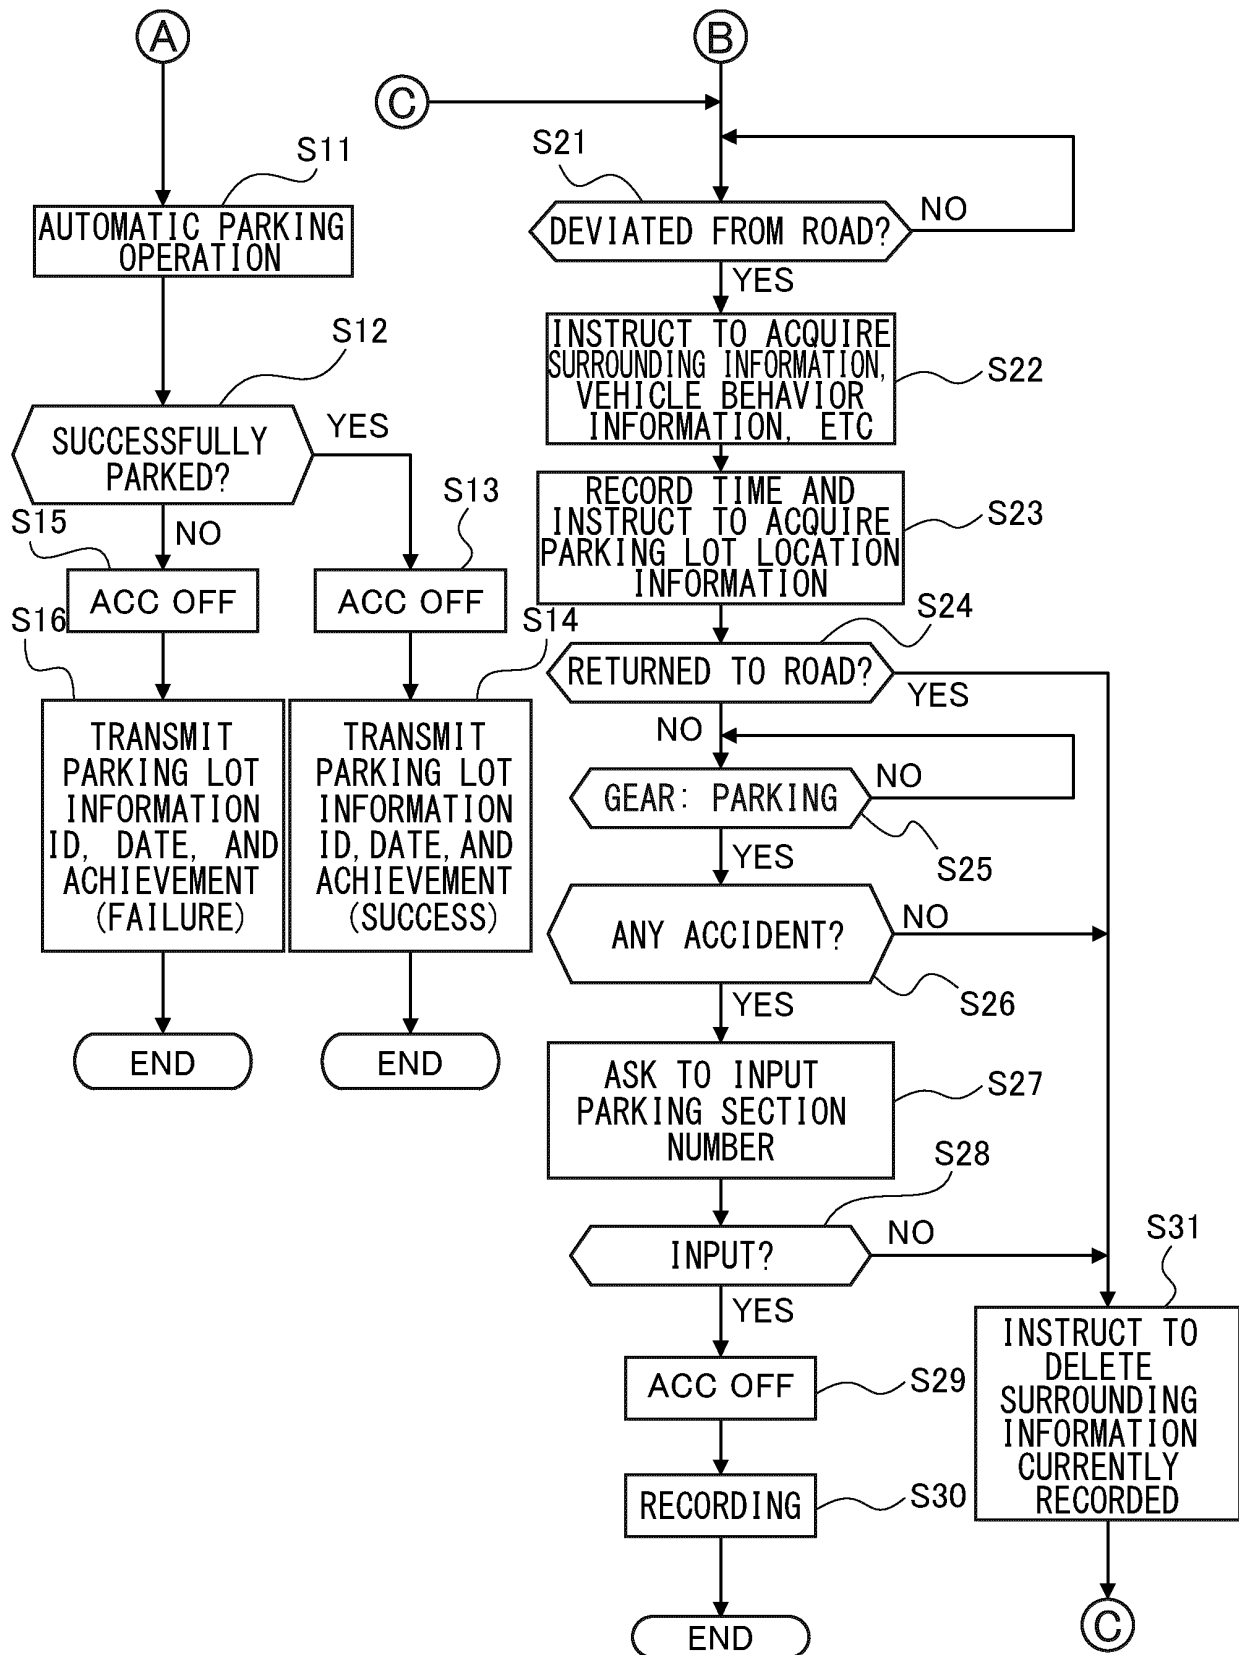 A
S11
AUTOMATIC PARKING
OPERATION
S12
SUCCESSFULLY
PARKED?
YES
NO
S15
ACC OFF
S13
ACC OFF
S16
TRANSMIT
PARKING LOT
INFORMATION
ID, DATE, AND
ACHIEVEMENT
(FAILURE)
END
S14
TRANSMIT
PARKING LOT
INFORMATION
ID, DATE, AND
ACHIEVEMENT
(SUCCESS)
END
B
C
S21
DEVIATED FROM ROAD?
NO
YES
INSTRUCT TO ACQUIRE
SURROUNDING INFORMATION,
VEHICLE BEHAVIOR
INFORMATION, ETC
S22
RECORD TIME AND
INSTRUCT TO ACQUIRE
PARKING LOT LOCATION
INFORMATION
S23
S24
RETURNED TO ROAD?
YES
NO
GEAR: PARKING
NO
S25
YES
ANY ACCIDENT?
NO
S26
YES
ASK TO INPUT
PARKING SECTION
NUMBER
S27
S28
INPUT?
NO
YES
ACC OFF
S29
RECORDING
S30
END
S31
INSTRUCT TO
DELETE
SURROUNDING
INFORMATION
CURRENTLY
RECORDED
C